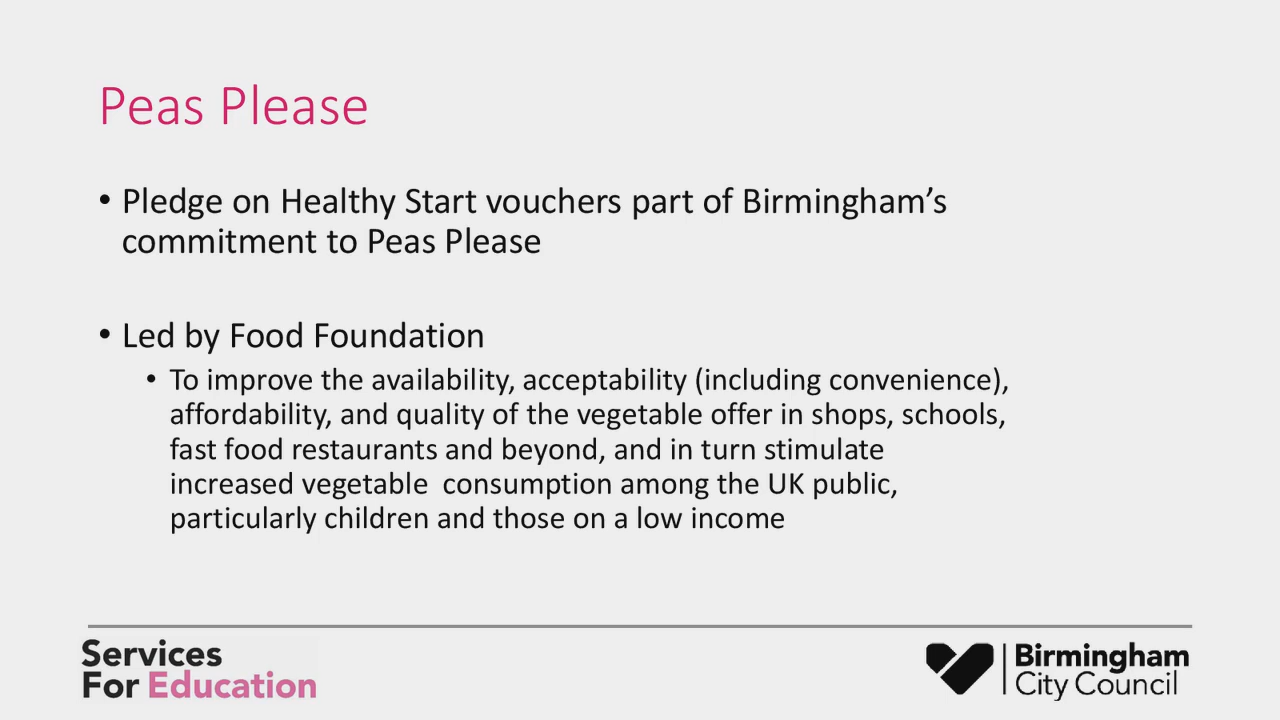 Peas Please
• Pledge on Healthy Start vouchers part of Birmingham’s
commitment to Peas Please
• Led by Food Foundation
• To improve the availability, acceptability (including convenience),
affordability, and quality of the vegetable offer in shops, schools,
fast food restaurants and beyond, and in turn stimulate
increased vegetable  consumption among the UK public,
particularly children and those on a low income
Services
For Education
Birmingham
City Council